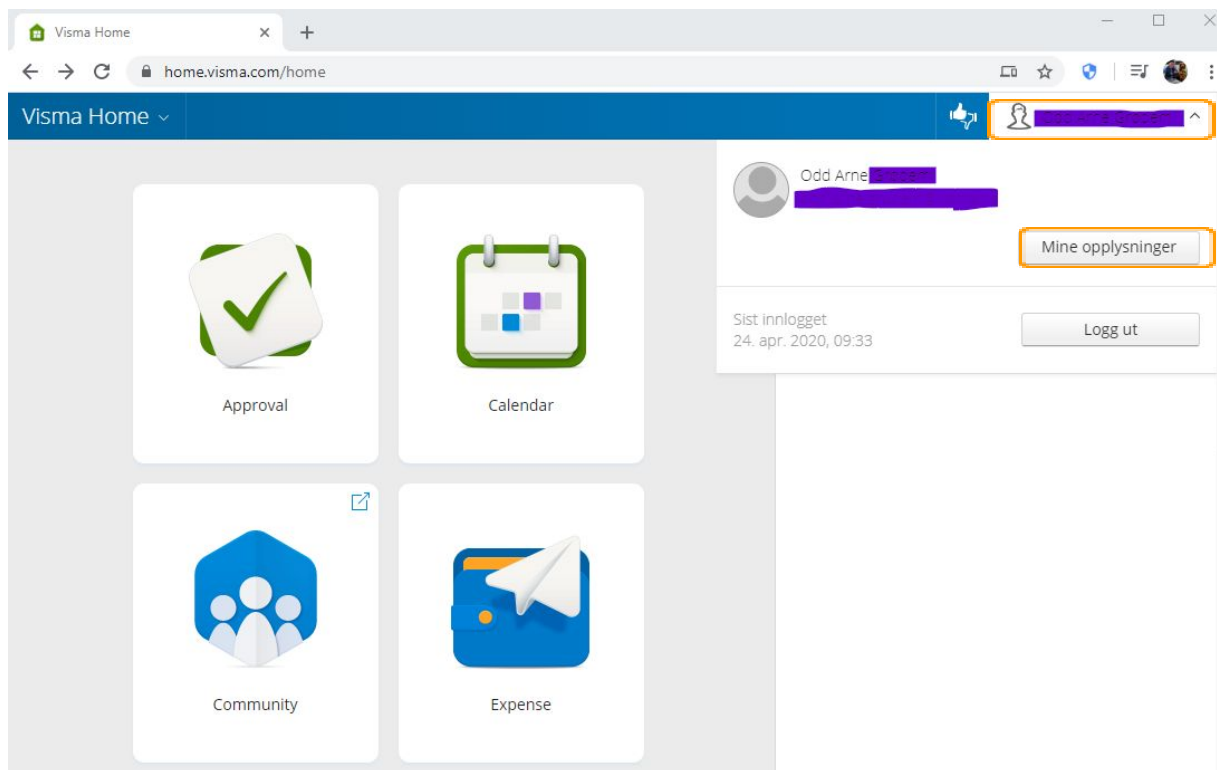 Visma Home
home.visma.com/home
Visma Home
Odd Arne
Mine opplysninger
Sist innlogget
24. apr. 2020, 09:33
Logg ut
Approval
Calendar
Community
Expense